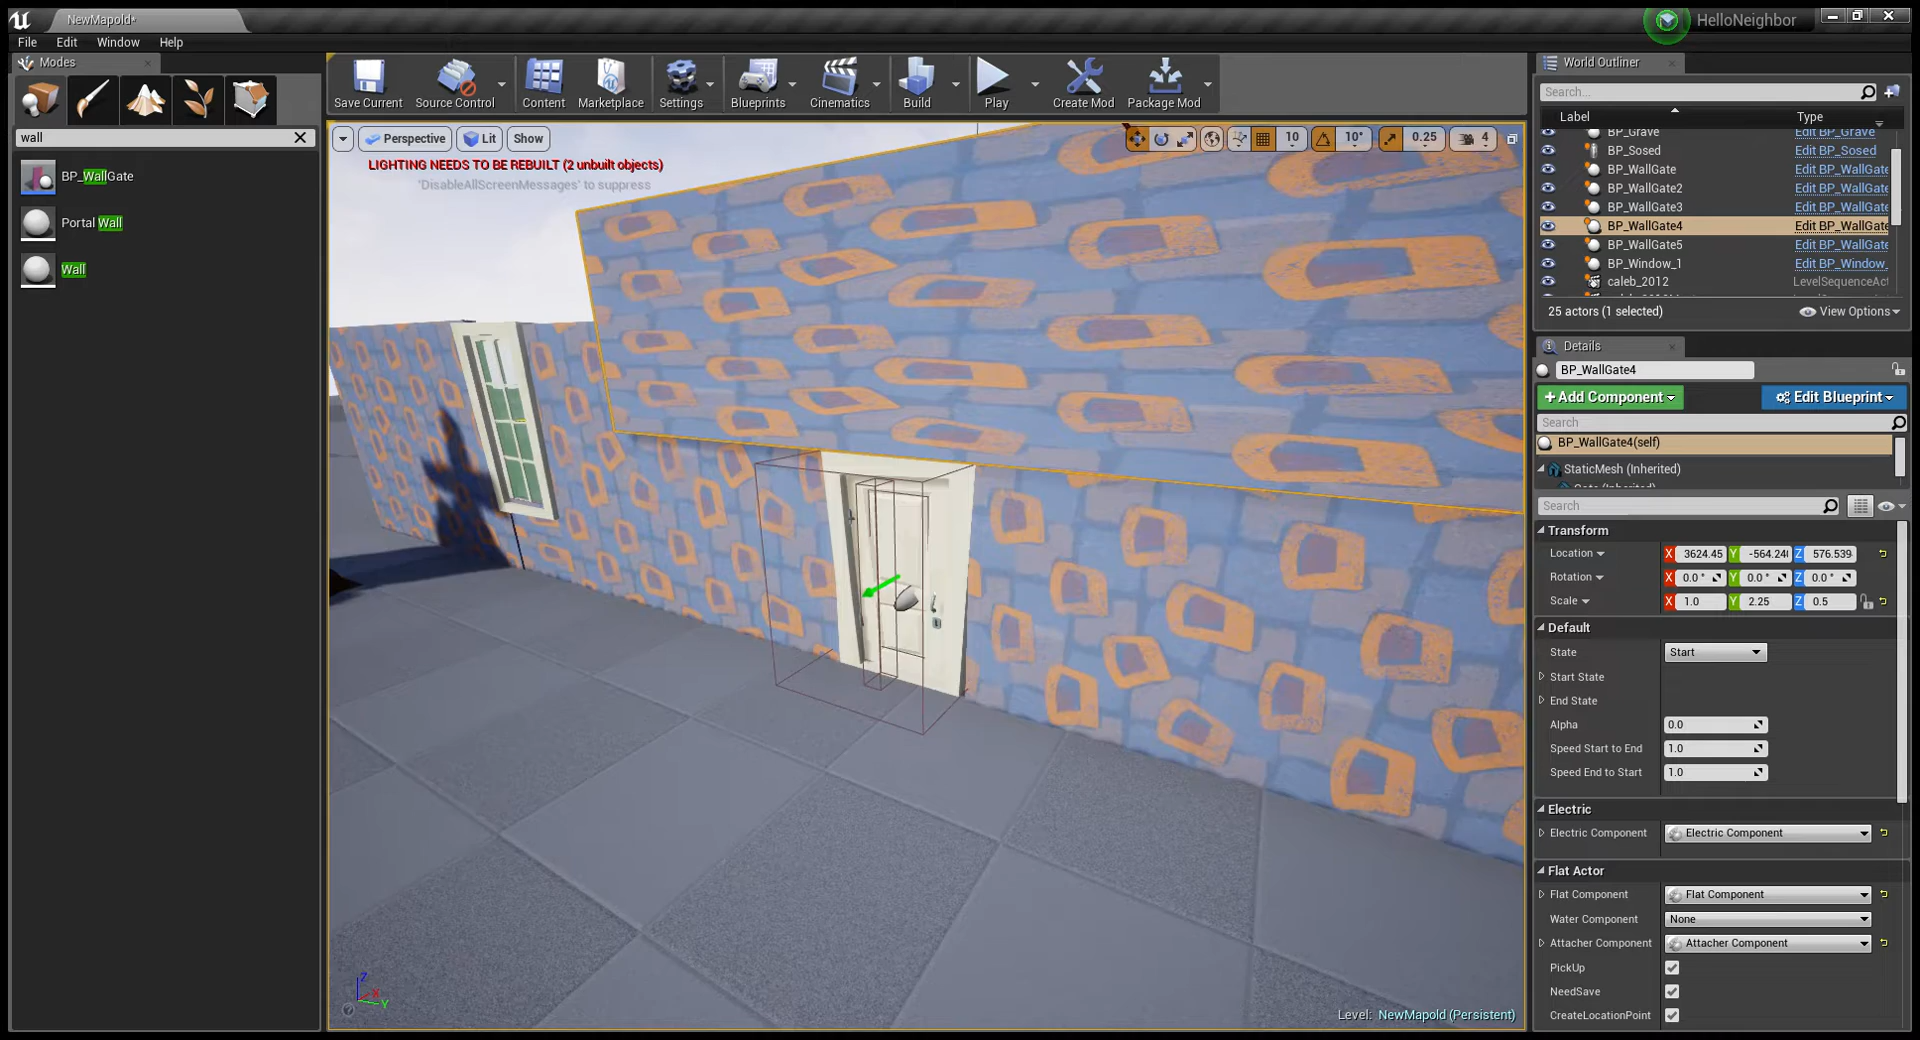 NewMapold*
HelloNeighbor
File Edit Window Help
Modes
wall
BP_WallGate
Portal Wall
Wall
Save Current
Source Control
Content
Marketplace
Settings
Blueprints
Cinematics
Build
Play
Create Mod
Package Mod
Perspective
Lit
Show
10
10°
0.25
4
LIGHTING NEEDS TO BE REBUILT (2 unbuilt objects)
'DisableAllScreenMessages' to suppress
Level: NewMapold (Persistent)
World Outliner
Search...
Label Type
BP_Grave Edit BP_Grave
BP_Sosed Edit BP_Sosed
BP_WallGate Edit BP_WallGate
BP_WallGate2 Edit BP_WallGate
BP_WallGate3 Edit BP_WallGate
BP_WallGate4 Edit BP_WallGate
BP_WallGate5 Edit BP_WallGate
BP_Window_1 Edit BP_Window_
caleb_2012 LevelSequenceAct
25 actors (1 selected)
View Options
Details
BP_WallGate4
+Add Component
Edit Blueprint
Search
BP_WallGate4(self)
StaticMesh (Inherited)
Search
Transform
Location X 3624.45 Y -564.24 Z 576.539
Rotation X 0.0 ° Y 0.0 ° Z 0.0 °
Scale X 1.0 Y 2.25 Z 0.5
Default
State Start
Start State
End State
Alpha 0.0
Speed Start to End 1.0
Speed End to Start 1.0
Electric
Electric Component Electric Component
Flat Actor
Flat Component Flat Component
Water Component None
Attacher Component Attacher Component
PickUp
NeedSave
CreateLocationPoint
Z
X
Y